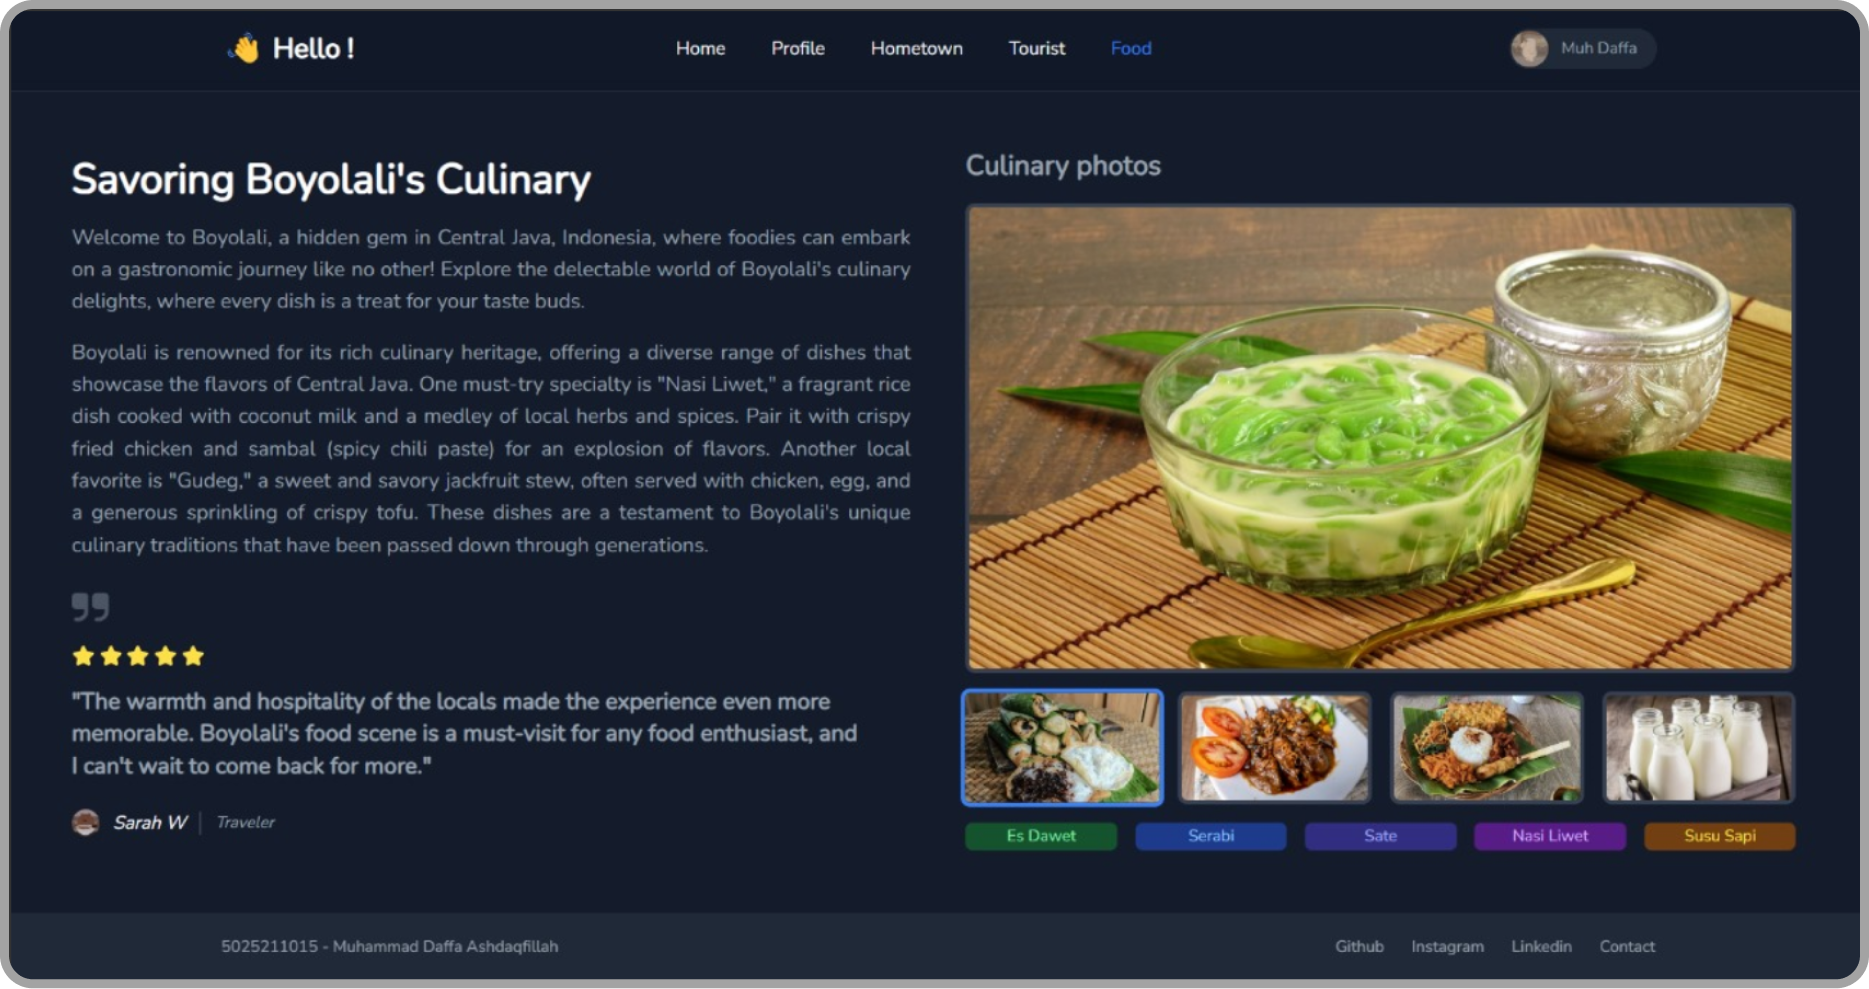 Hello !
Home Profile Hometown Tourist Food
Muh Daffa
Savoring Boyolali's Culinary
Welcome to Boyolali, a hidden gem in Central Java, Indonesia, where foodies can embark
on a gastronomic journey like no other! Explore the delectable world of Boyolali's culinary
delights, where every dish is a treat for your taste buds.
Boyolali is renowned for its rich culinary heritage, offering a diverse range of dishes that
showcase the flavors of Central Java. One must-try specialty is "Nasi Liwet," a fragrant rice
dish cooked with coconut milk and a medley of local herbs and spices. Pair it with crispy
fried chicken and sambal (spicy chili paste) for an explosion of flavors. Another local
favorite is "Gudeg," a sweet and savory jackfruit stew, often served with chicken, egg, and
a generous sprinkling of crispy tofu. These dishes are a testament to Boyolali's unique
culinary traditions that have been passed down through generations.
"The warmth and hospitality of the locals made the experience even more
memorable. Boyolali's food scene is a must-visit for any food enthusiast, and
I can't wait to come back for more."
Sarah W
Traveler
Culinary photos
Es Dawet
Serabi
Sate
Nasi Liwet
Susu Sapi
5025211015 - Muhammad Daffa Ashdaqfillah
Github Instagram Linkedin Contact